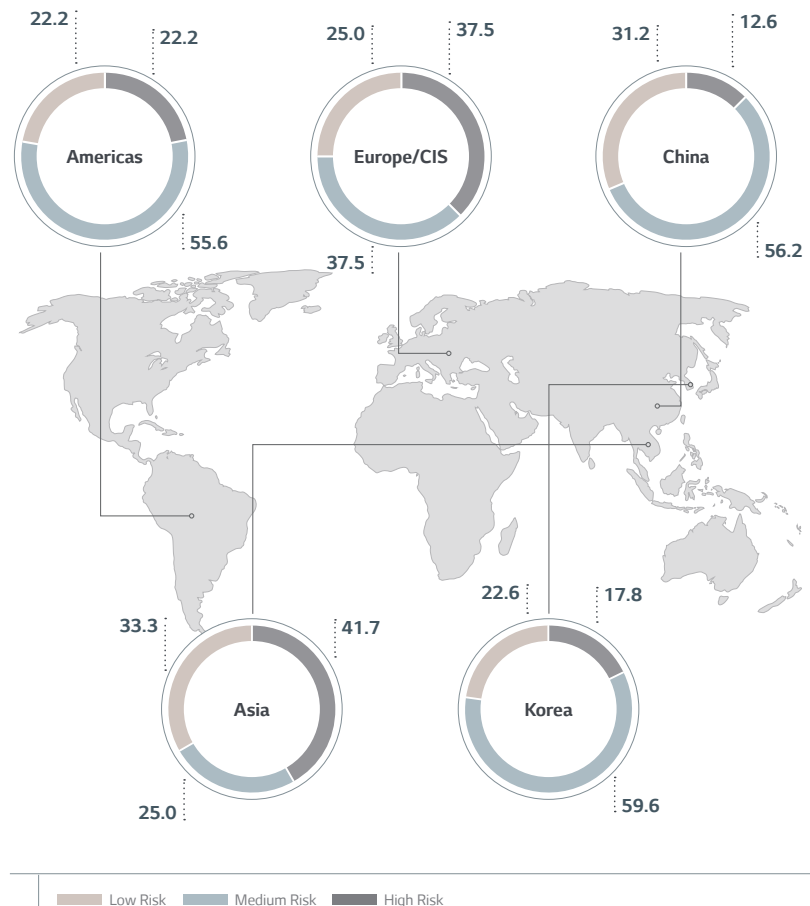 22.2
22.2
Americas
55.6
25.0
37.5
Europe/CIS
37.5
31.2
12.6
China
56.2
33.3
41.7
Asia
25.0
22.6
17.8
Korea
59.6
Low Risk Medium Risk High Risk